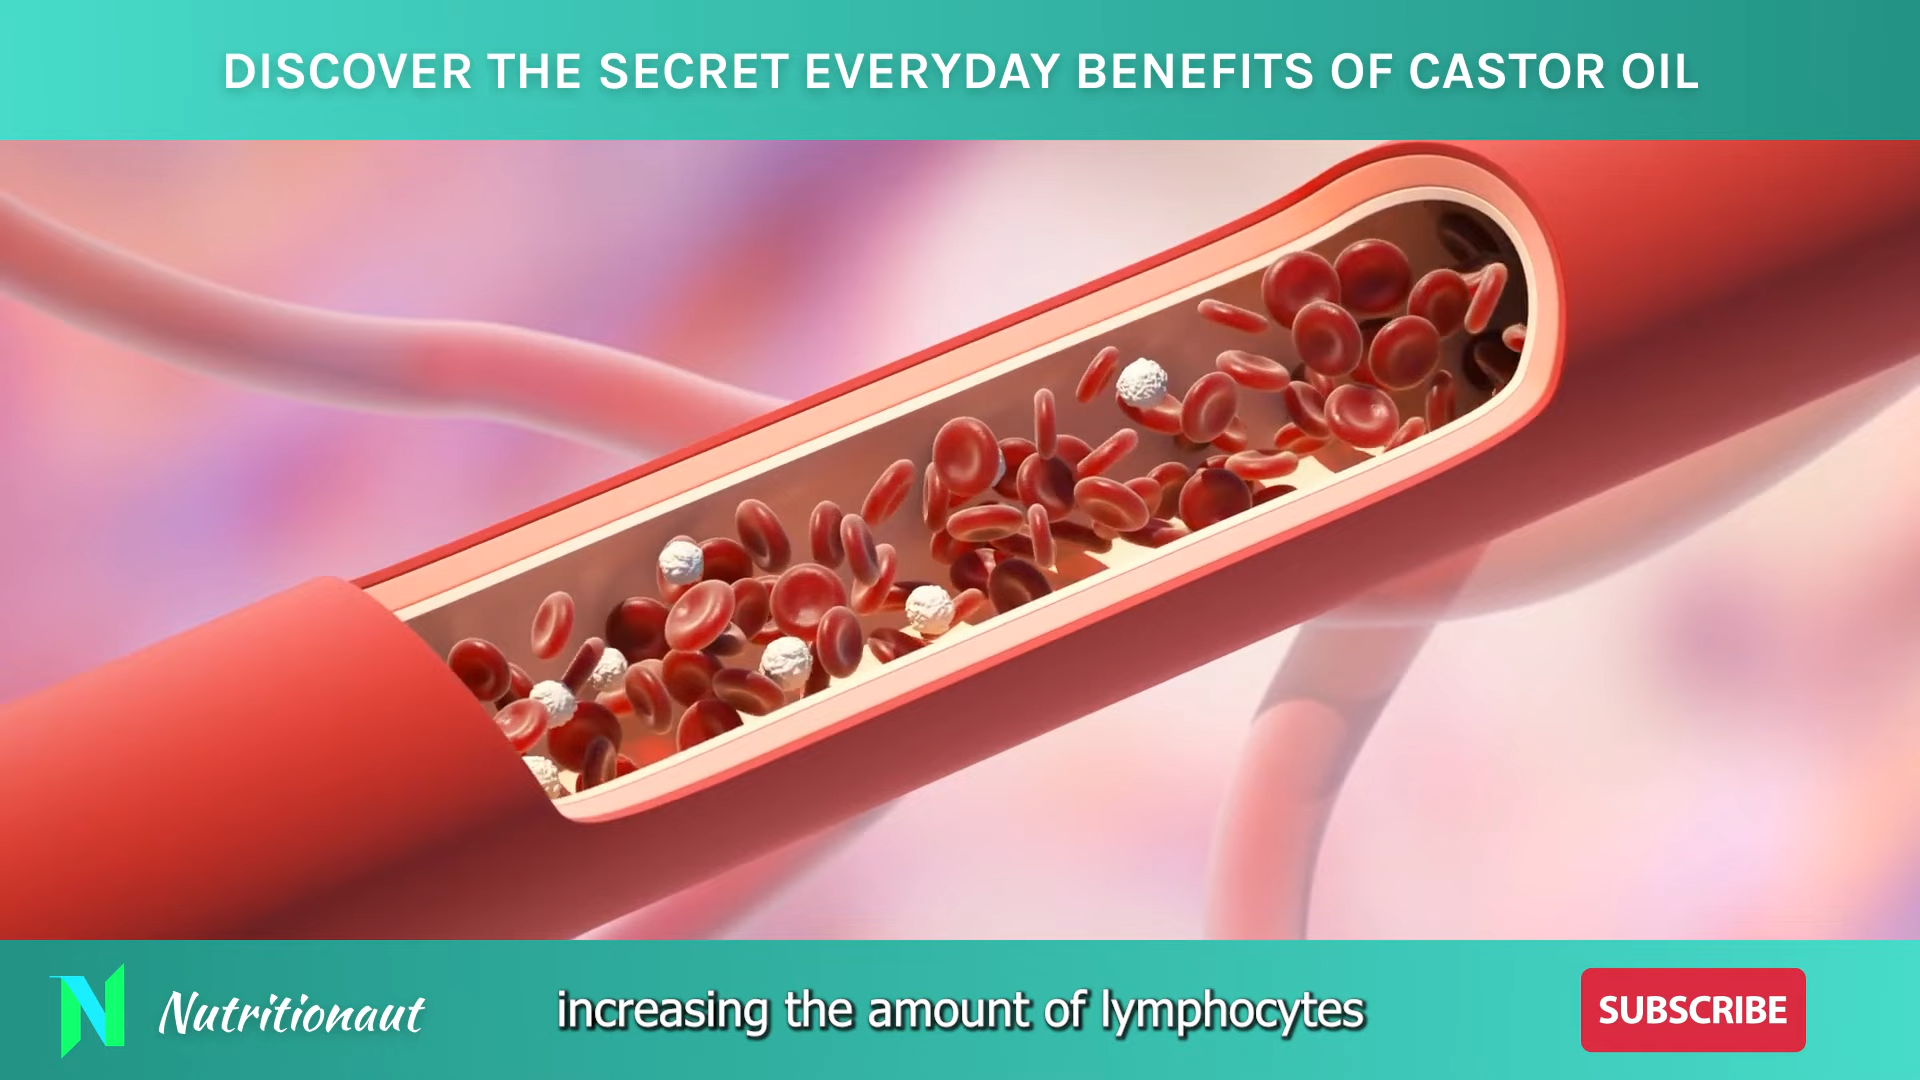 DISCOVER THE SECRET EVERYDAY BENEFITS OF CASTOR OIL
Nutritionaut
increasing the amount of lymphocytes
SUBSCRIBE